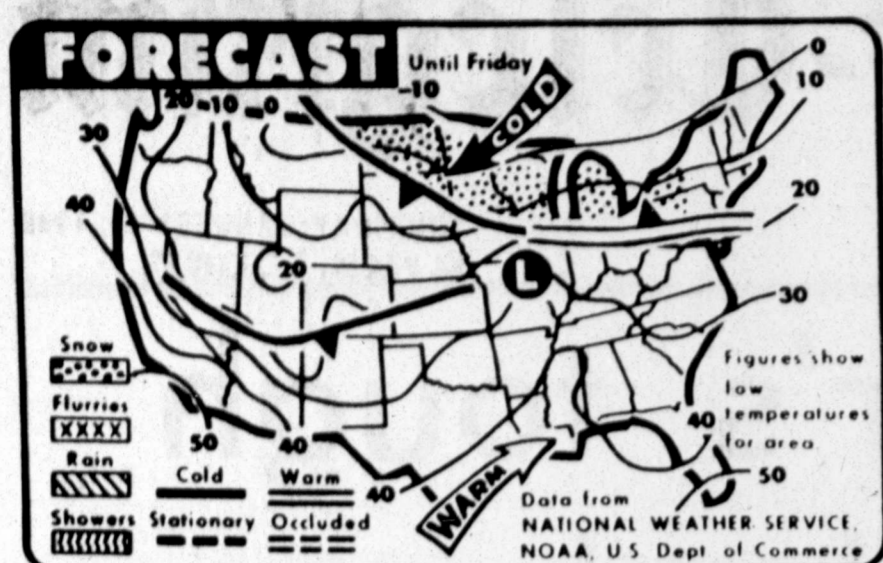 FORECAST
Until Friday
-10
COLD
0
10
20 -10 -0
30
40
20
20
L
30
Snow
Flurries
XXXX
Rain
Showers
Cold
Warm
Stationary
Occluded
50
40
40
WARM
Figures show
low
temperatures
for area
40
50
Data from
NATIONAL WEATHER SERVICE,
NOAA, U.S. Dept. of Commerce